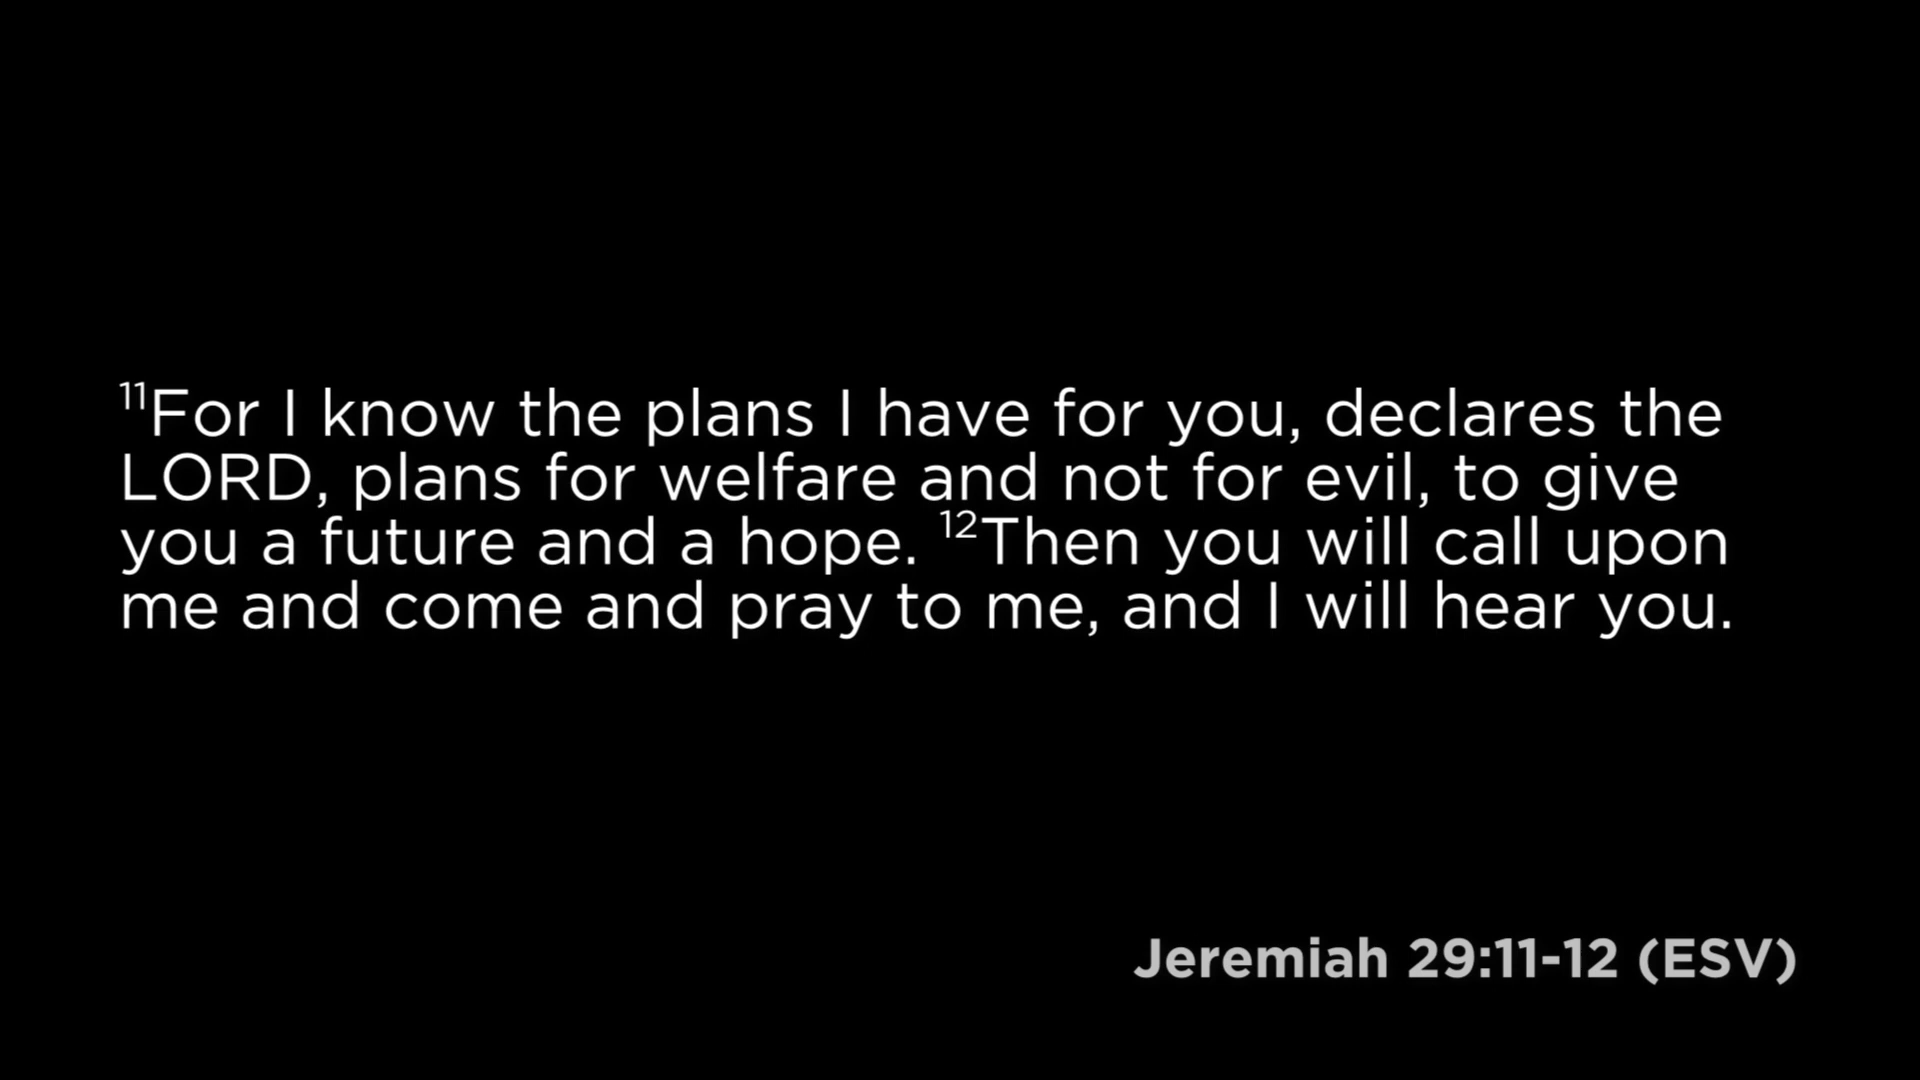 ¹¹For I know the plans I have for you, declares the
LORD, plans for welfare and not for evil, to give
you a future and a hope. ¹²Then you will call upon
me and come and pray to me, and I will hear you.
Jeremiah 29:11-12 (ESV)